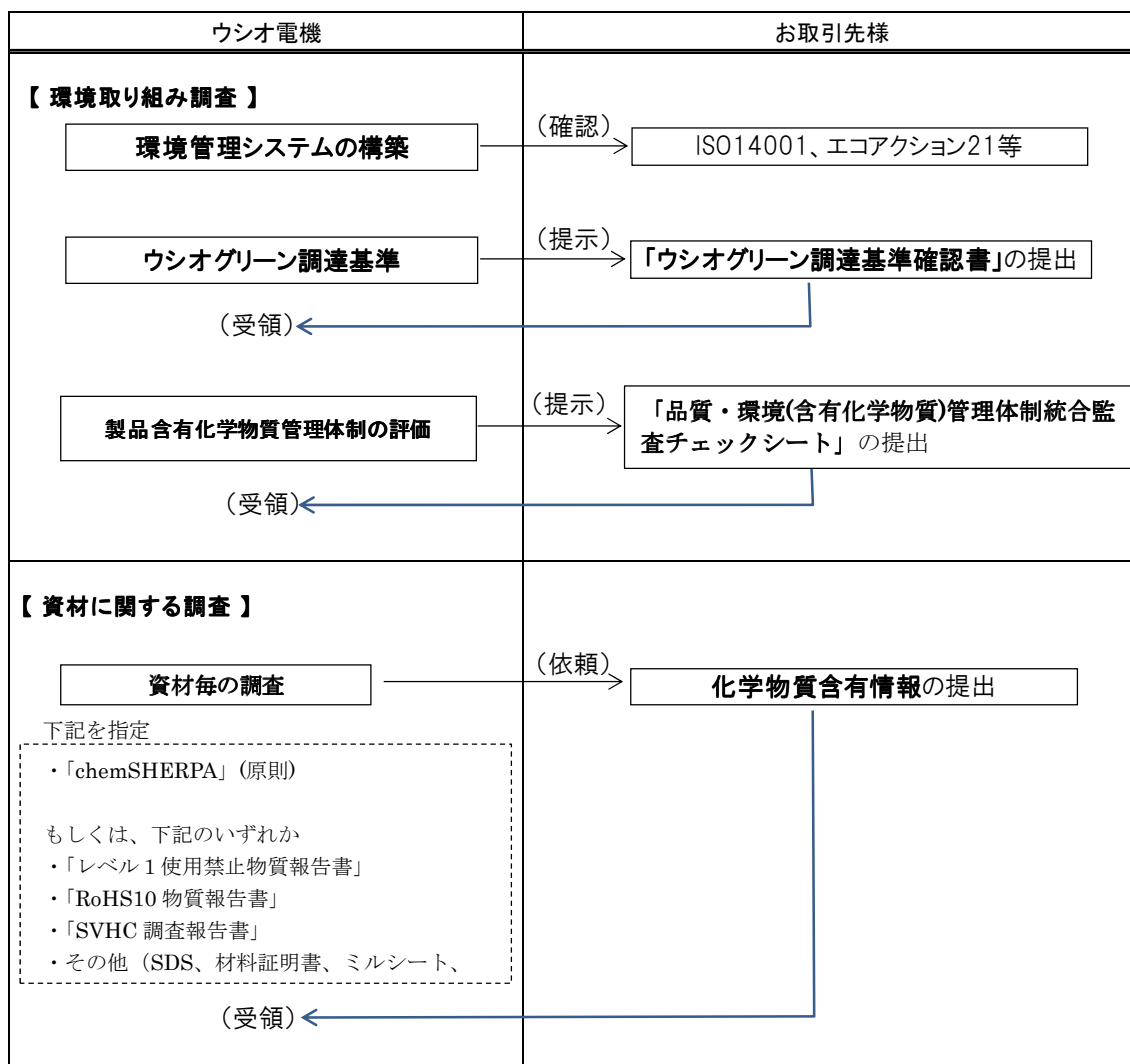 ウシオ電機
お取引先様
【 環境取り組み調査 】
環境管理システムの構築
（確認）
ISO14001、エコアクション21等
ウシオグリーン調達基準
（提示）
「ウシオグリーン調達基準確認書」の提出
（受領）
製品含有化学物質管理体制の評価
（提示）
「品質・環境(含有化学物質)管理体制統合監
査チェックシート」の提出
（受領）
【 資材に関する調査 】
資材毎の調査
（依頼）
化学物質含有情報の提出
下記を指定
・「chemSHERPA」(原則)
もしくは、下記のいずれか
・「レベル１使用禁止物質報告書」
・「RoHS10 物質報告書」
・「SVHC 調査報告書」
・その他（SDS、材料証明書、ミルシート、
（受領）